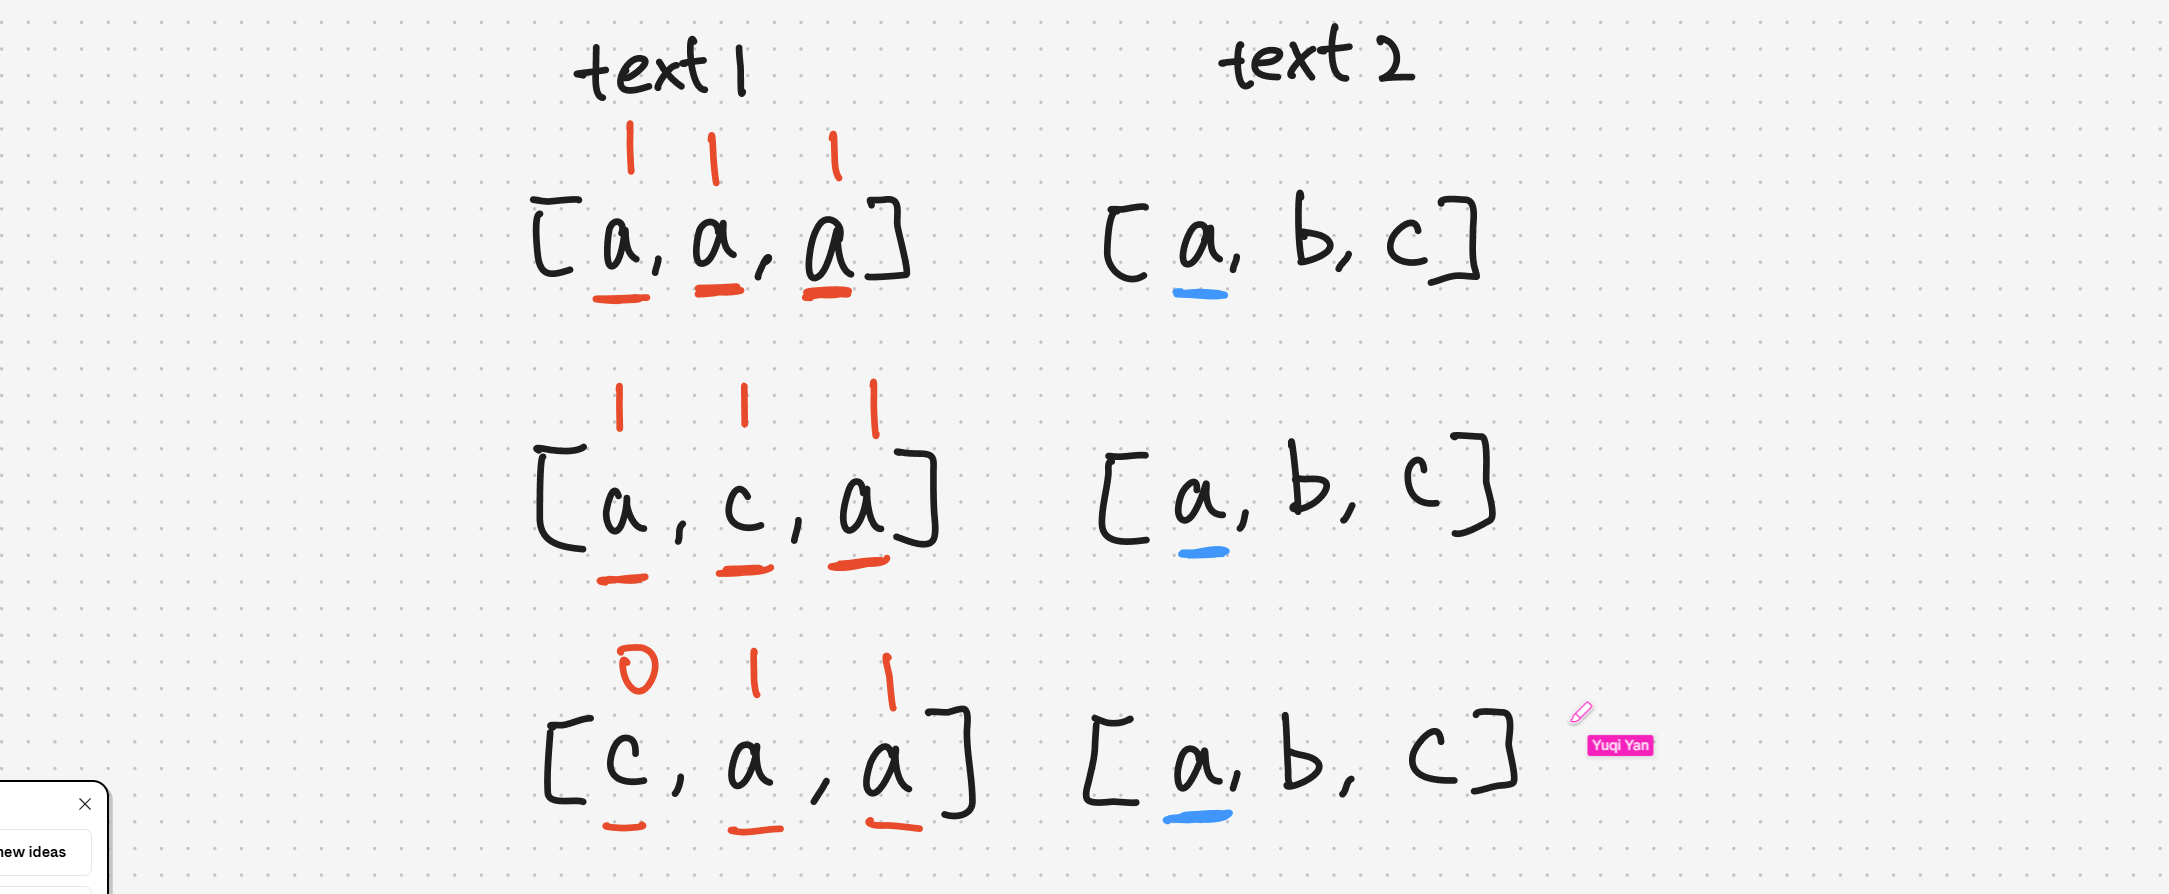 text 1 text 2
1 1 1
[a, a, a] [a, b, c]
1 1 1
[a, c, a] [a, b, c]
0 1 1
[c, a, a] [a, b, c]
Yuqi Yan
new ideas